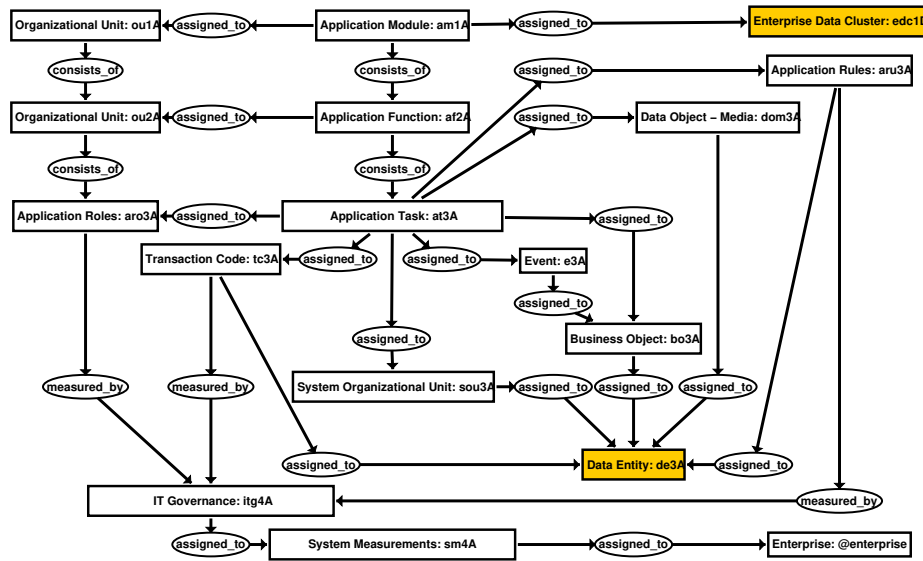 Organizational Unit: ou1A
assigned_to
Application Module: am1A
assigned_to
Enterprise Data Cluster: edc1D
consists_of
consists_of
assigned_to
Application Rules: aru3A
Organizational Unit: ou2A
assigned_to
Application Function: af2A
assigned_to
Data Object – Media: dom3A
consists_of
consists_of
Application Roles: aro3A
assigned_to
Application Task: at3A
assigned_to
Transaction Code: tc3A
assigned_to
assigned_to
Event: e3A
assigned_to
assigned_to
Business Object: bo3A
measured_by
measured_by
System Organizational Unit: sou3A
assigned_to
assigned_to
assigned_to
assigned_to
Data Entity: de3A
assigned_to
IT Governance: itg4A
measured_by
assigned_to
System Measurements: sm4A
assigned_to
Enterprise: @enterprise